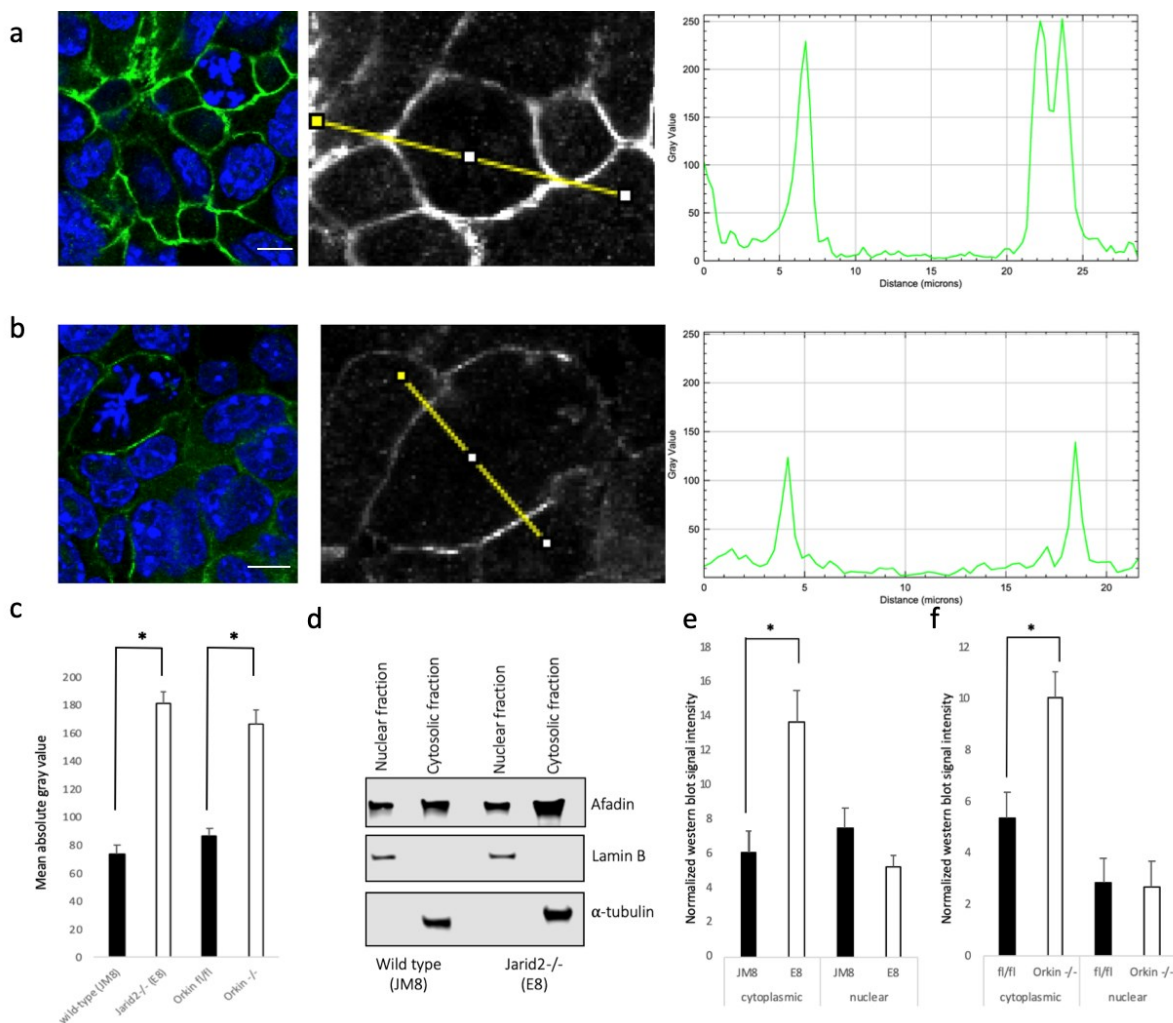 a
250
200
150
100
50
0
Gray Value
0 5 10 15 20 25
Distance (microns)
b
250
200
150
100
50
Gray Value
0 5 10 15 20
Distance (microns)
c
Mean absolute gray value
200
180
160
140
120
100
80
60
40
20
0
*
*
wild-type (JM8)
Jarid2-/- (E8)
Orkin fl/fl
Orkin -/-
d
Nuclear fraction
Cytosolic fraction
Nuclear fraction
Cytosolic fraction
Afadin
Lamin B
α-tubulin
Wild type
(JM8)
Jarid2-/-
(E8)
e
Normalized western blot signal intensity
18
16
14
12
10
8
6
4
2
0
*
JM8 E8 JM8 E8
cytoplasmic nuclear
f
Normalized western blot signal intensity
12
10
8
6
4
2
0
*
fl/fl Orkin -/- fl/fl Orkin -/-
cytoplasmic nuclear